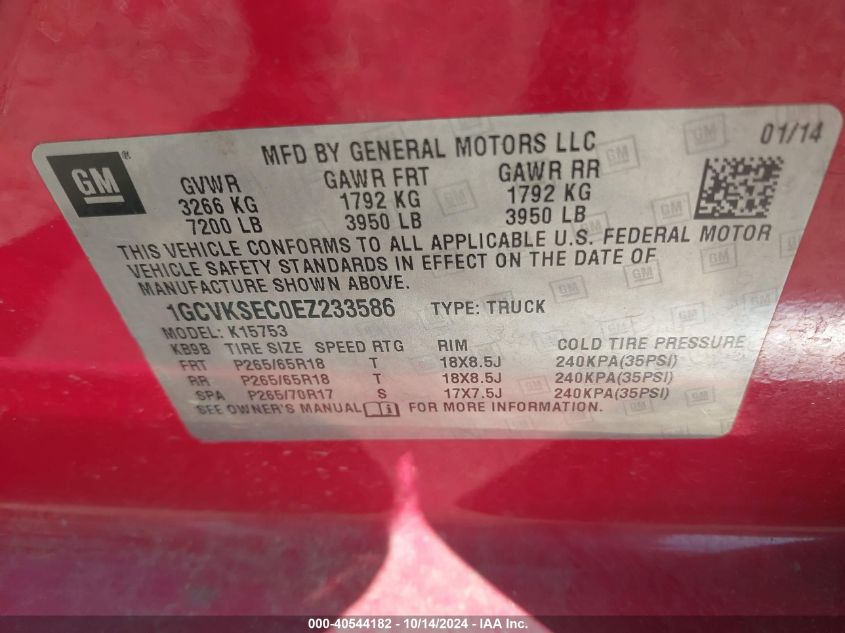 GM ® MFD BY GENERAL MOTORS LLC 01/14
GVWR GAWR FRT GAWR RR
3266 KG 1792 KG 1792 KG
7200 LB 3950 LB 3950 LB
THIS VEHICLE CONFORMS TO ALL APPLICABLE U.S. FEDERAL MOTOR
VEHICLE SAFETY STANDARDS IN EFFECT ON THE DATE OF
MANUFACTURE SHOWN ABOVE.
1GCVKSEC0EZ233586 TYPE: TRUCK
MODEL: K15753
KB9B TIRE SIZE SPEED RTG RIM COLD TIRE PRESSURE
FRT P265/65R18 T 18X8.5J 240KPA(35PSI)
RR P265/65R18 T 18X8.5J 240KPA(35PSI)
SPA P265/70R17 S 17X7.5J 240KPA(35PSI)
SEE OWNER'S MANUAL FOR MORE INFORMATION.
000-40544182 - 10/14/2024 - IAAI.com